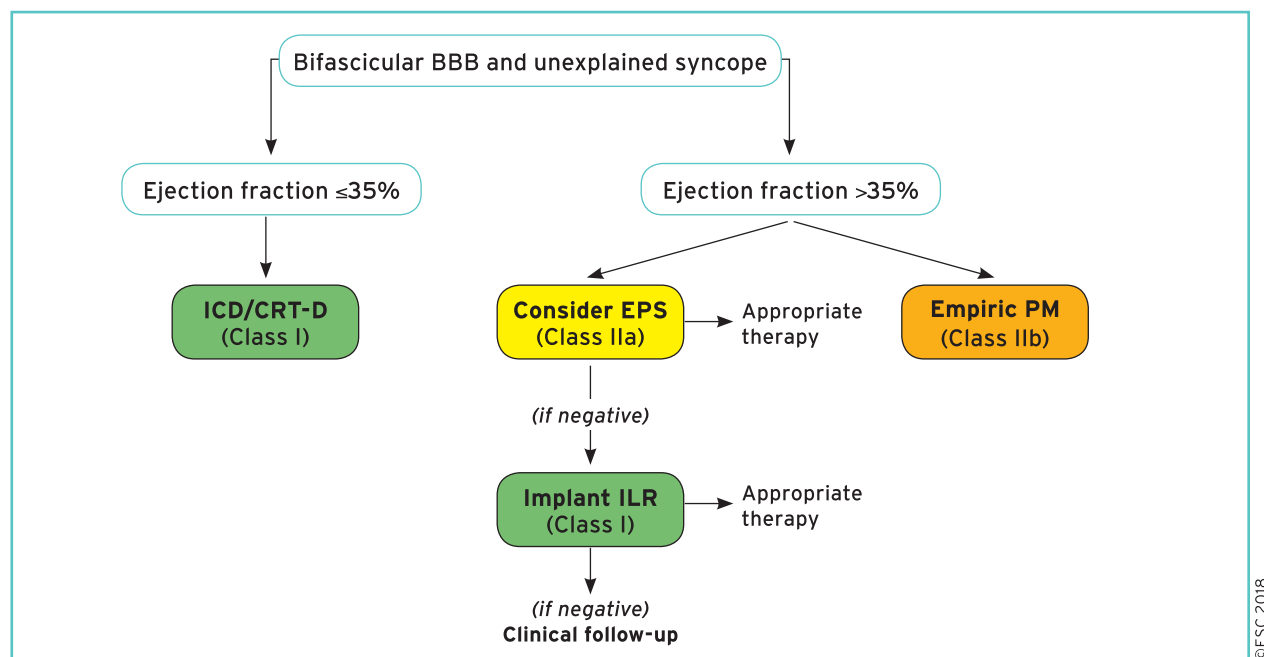 Bifascicular BBB and unexplained syncope
Ejection fraction ≤35%
Ejection fraction >35%
ICD/CRT-D
(Class I)
Consider EPS
(Class IIa)
Appropriate
therapy
Empiric PM
(Class IIb)
(if negative)
Implant ILR
(Class I)
Appropriate
therapy
(if negative)
Clinical follow-up
©ESC 2018